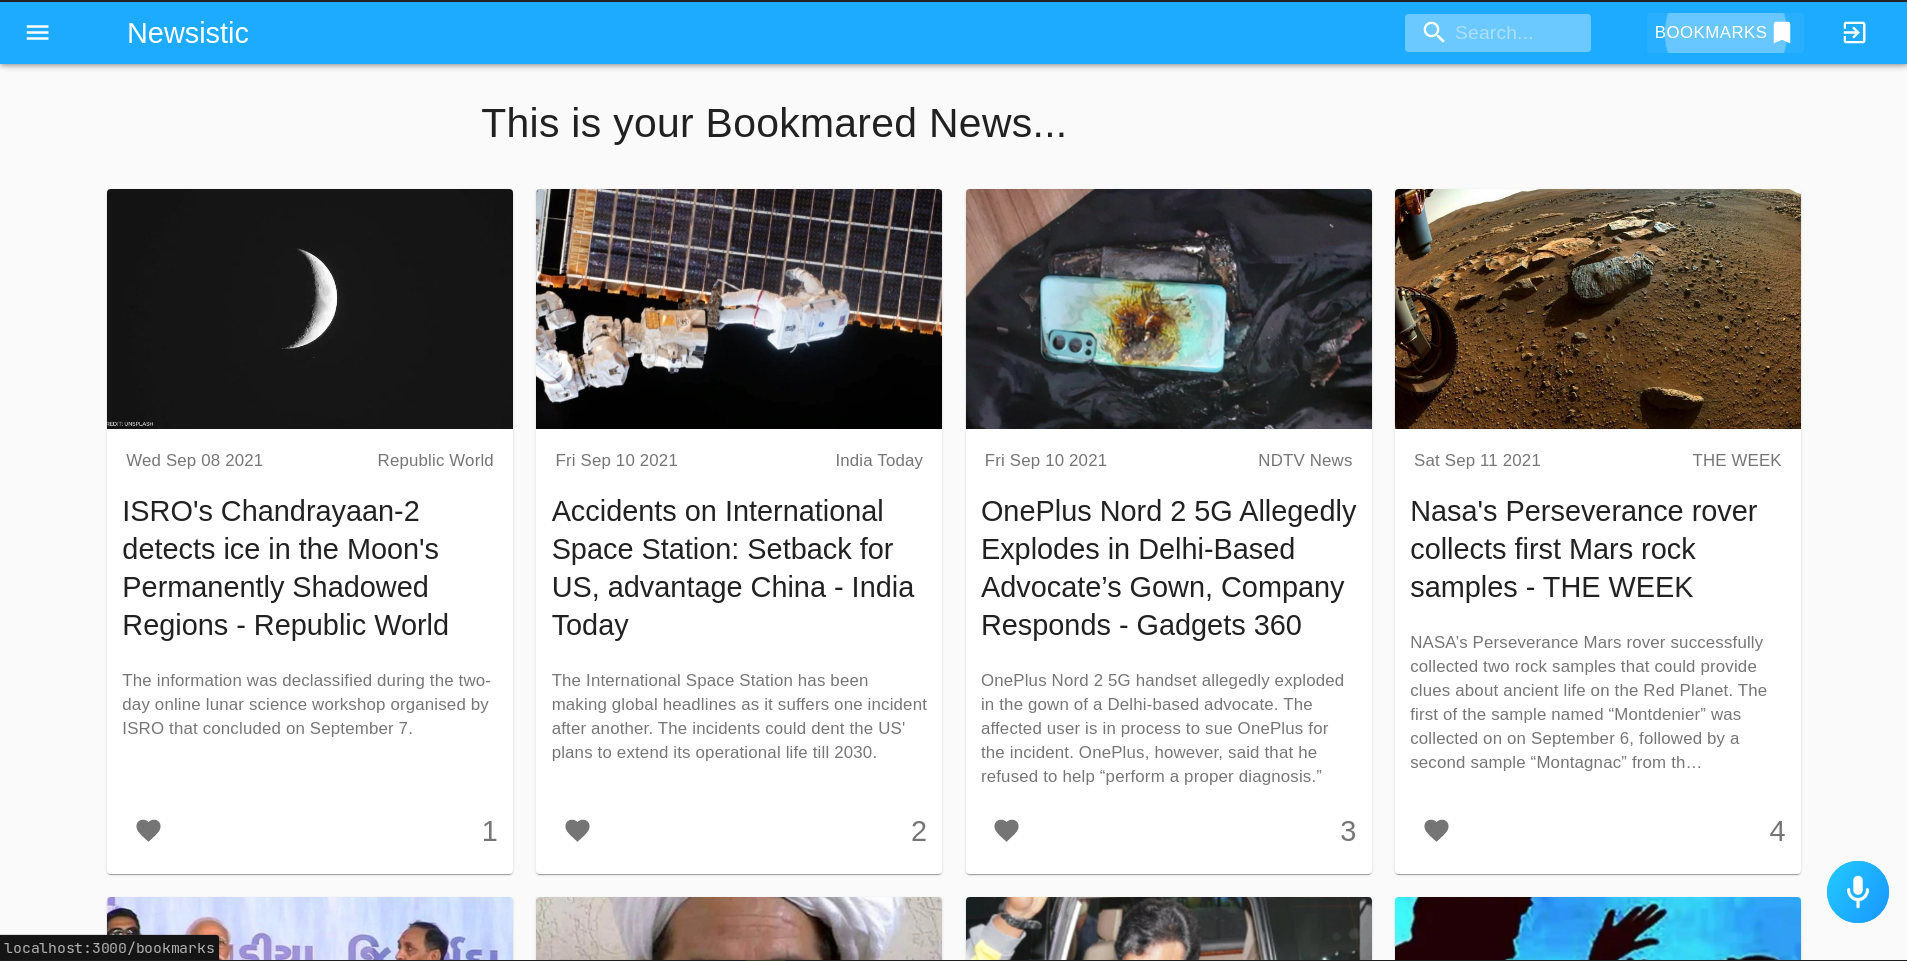 Newsistic
Search...
BOOKMARKS
This is your Bookmared News...
REDIT: UNSPLASH
Wed Sep 08 2021
Republic World
ISRO's Chandrayaan-2
detects ice in the Moon's
Permanently Shadowed
Regions - Republic World
The information was declassified during the two-
day online lunar science workshop organised by
ISRO that concluded on September 7.
1
Fri Sep 10 2021
India Today
Accidents on International
Space Station: Setback for
US, advantage China - India
Today
The International Space Station has been
making global headlines as it suffers one incident
after another. The incidents could dent the US'
plans to extend its operational life till 2030.
2
Fri Sep 10 2021
NDTV News
OnePlus Nord 2 5G Allegedly
Explodes in Delhi-Based
Advocate’s Gown, Company
Responds - Gadgets 360
OnePlus Nord 2 5G handset allegedly exploded
in the gown of a Delhi-based advocate. The
affected user is in process to sue OnePlus for
the incident. OnePlus, however, said that he
refused to help “perform a proper diagnosis.”
3
Sat Sep 11 2021
THE WEEK
Nasa's Perseverance rover
collects first Mars rock
samples - THE WEEK
NASA’s Perseverance Mars rover successfully
collected two rock samples that could provide
clues about ancient life on the Red Planet. The
first of the sample named “Montdenier” was
collected on on September 6, followed by a
second sample “Montagnac” from th…
4
localhost:3000/bookmarks